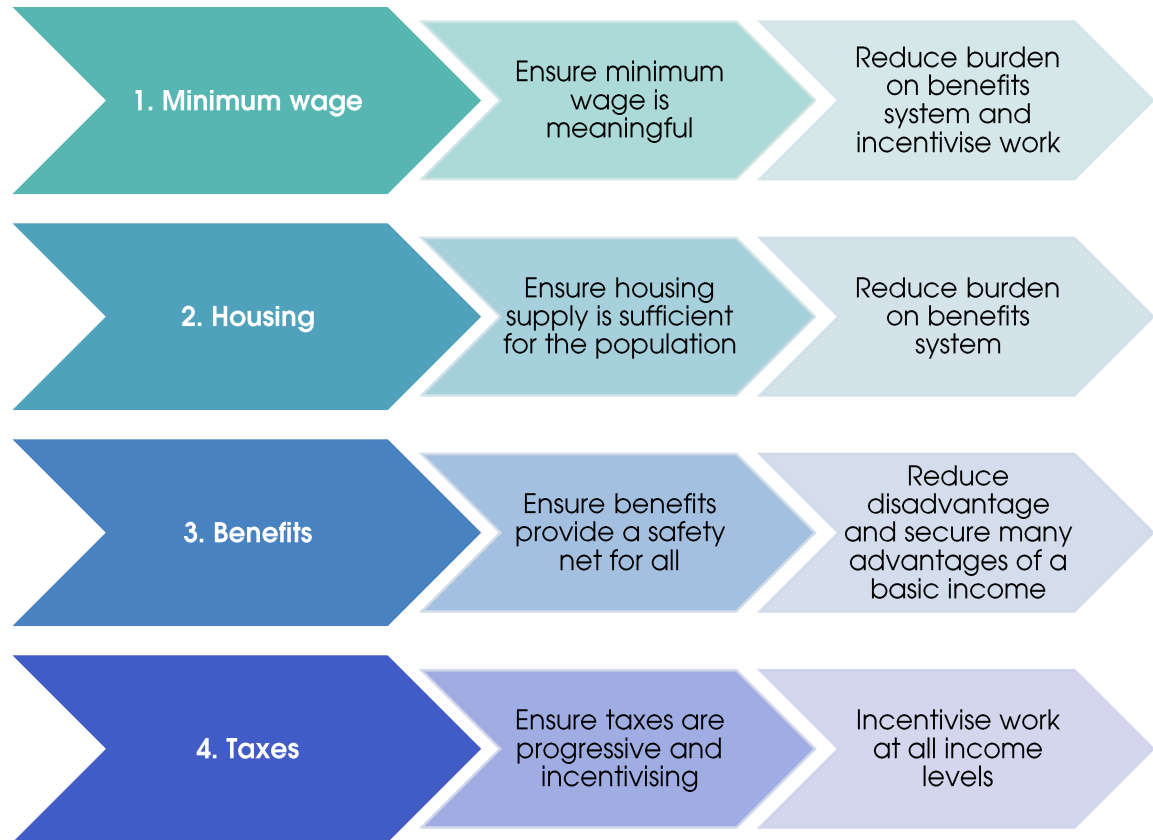 1. Minimum wage
Ensure minimum
wage is
meaningful
Reduce burden
on benefits
system and
incentivise work
2. Housing
Ensure housing
supply is sufficient
for the population
Reduce burden
on benefits
system
3. Benefits
Ensure benefits
provide a safety
net for all
Reduce
disadvantage
and secure many
advantages of a
basic income
4. Taxes
Ensure taxes are
progressive and
incentivising
Incentivise work
at all income
levels